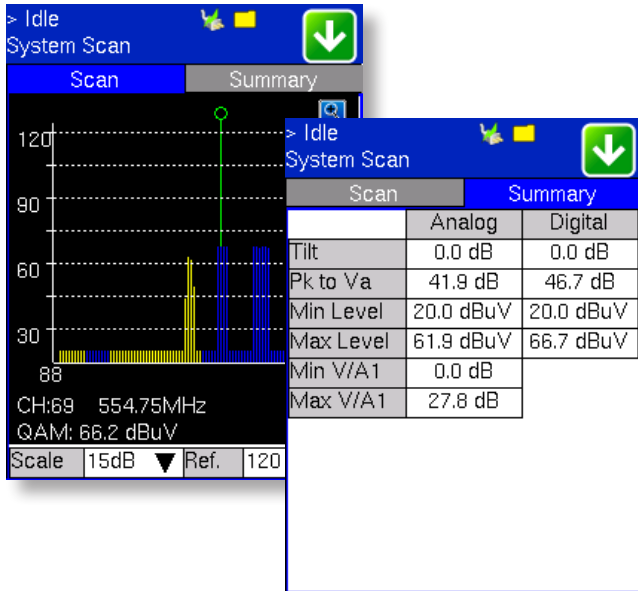 > Idle
System Scan
Scan Summary
120
90
60
30
88
CH:69 554.75MHz
QAM: 66.2 dBuV
Scale 15dB ▼ Ref. 120
> Idle
System Scan
Scan Summary
Analog Digital
Tilt 0.0 dB 0.0 dB
Pk to Va 41.9 dB 46.7 dB
Min Level 20.0 dBuV 20.0 dBuV
Max Level 61.9 dBuV 66.7 dBuV
Min V/A1 0.0 dB
Max V/A1 27.8 dB